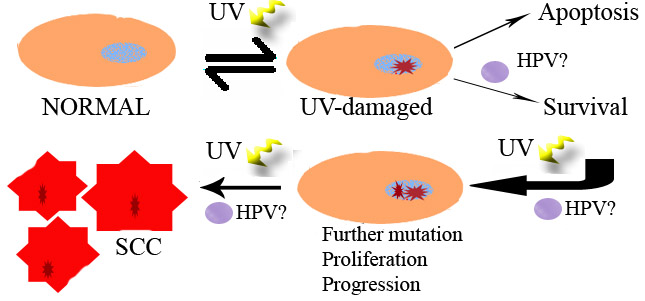 UV
Apoptosis
HPV?
NORMAL
UV-damaged
Survival
UV
UV
HPV?
HPV?
SCC
Further mutation
Proliferation
Progression